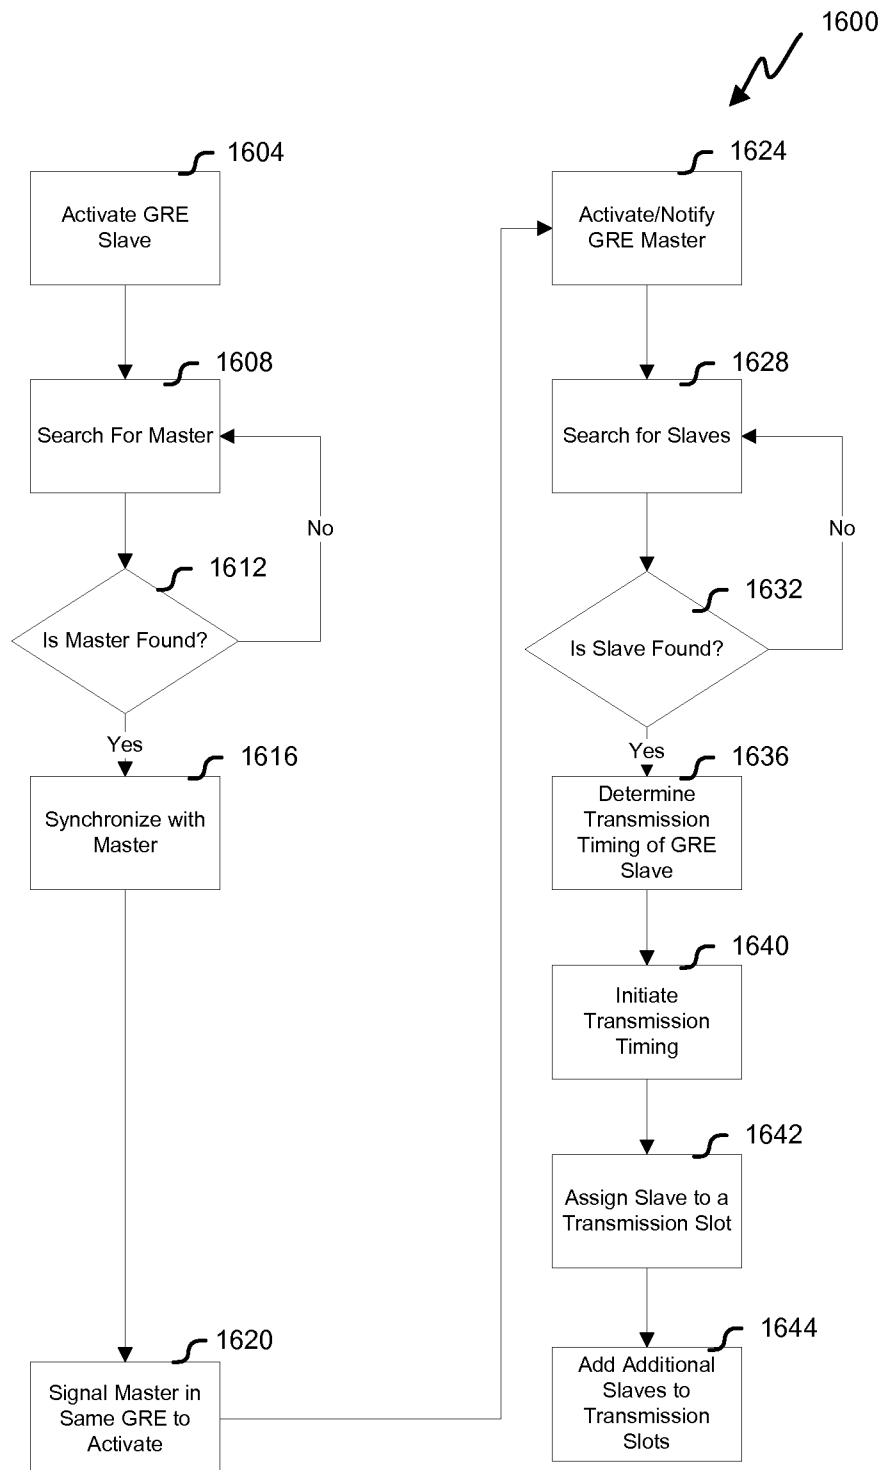 1600
1604
Activate GRE
Slave
1608
Search For Master
No
1612
Is Master Found?
Yes
1616
Synchronize with
Master
1620
Signal Master in
Same GRE to
Activate
1624
Activate/Notify
GRE Master
1628
Search for Slaves
No
1632
Is Slave Found?
Yes
1636
Determine
Transmission
Timing of GRE
Slave
1640
Initiate
Transmission
Timing
1642
Assign Slave to a
Transmission Slot
1644
Add Additional
Slaves to
Transmission
Slots